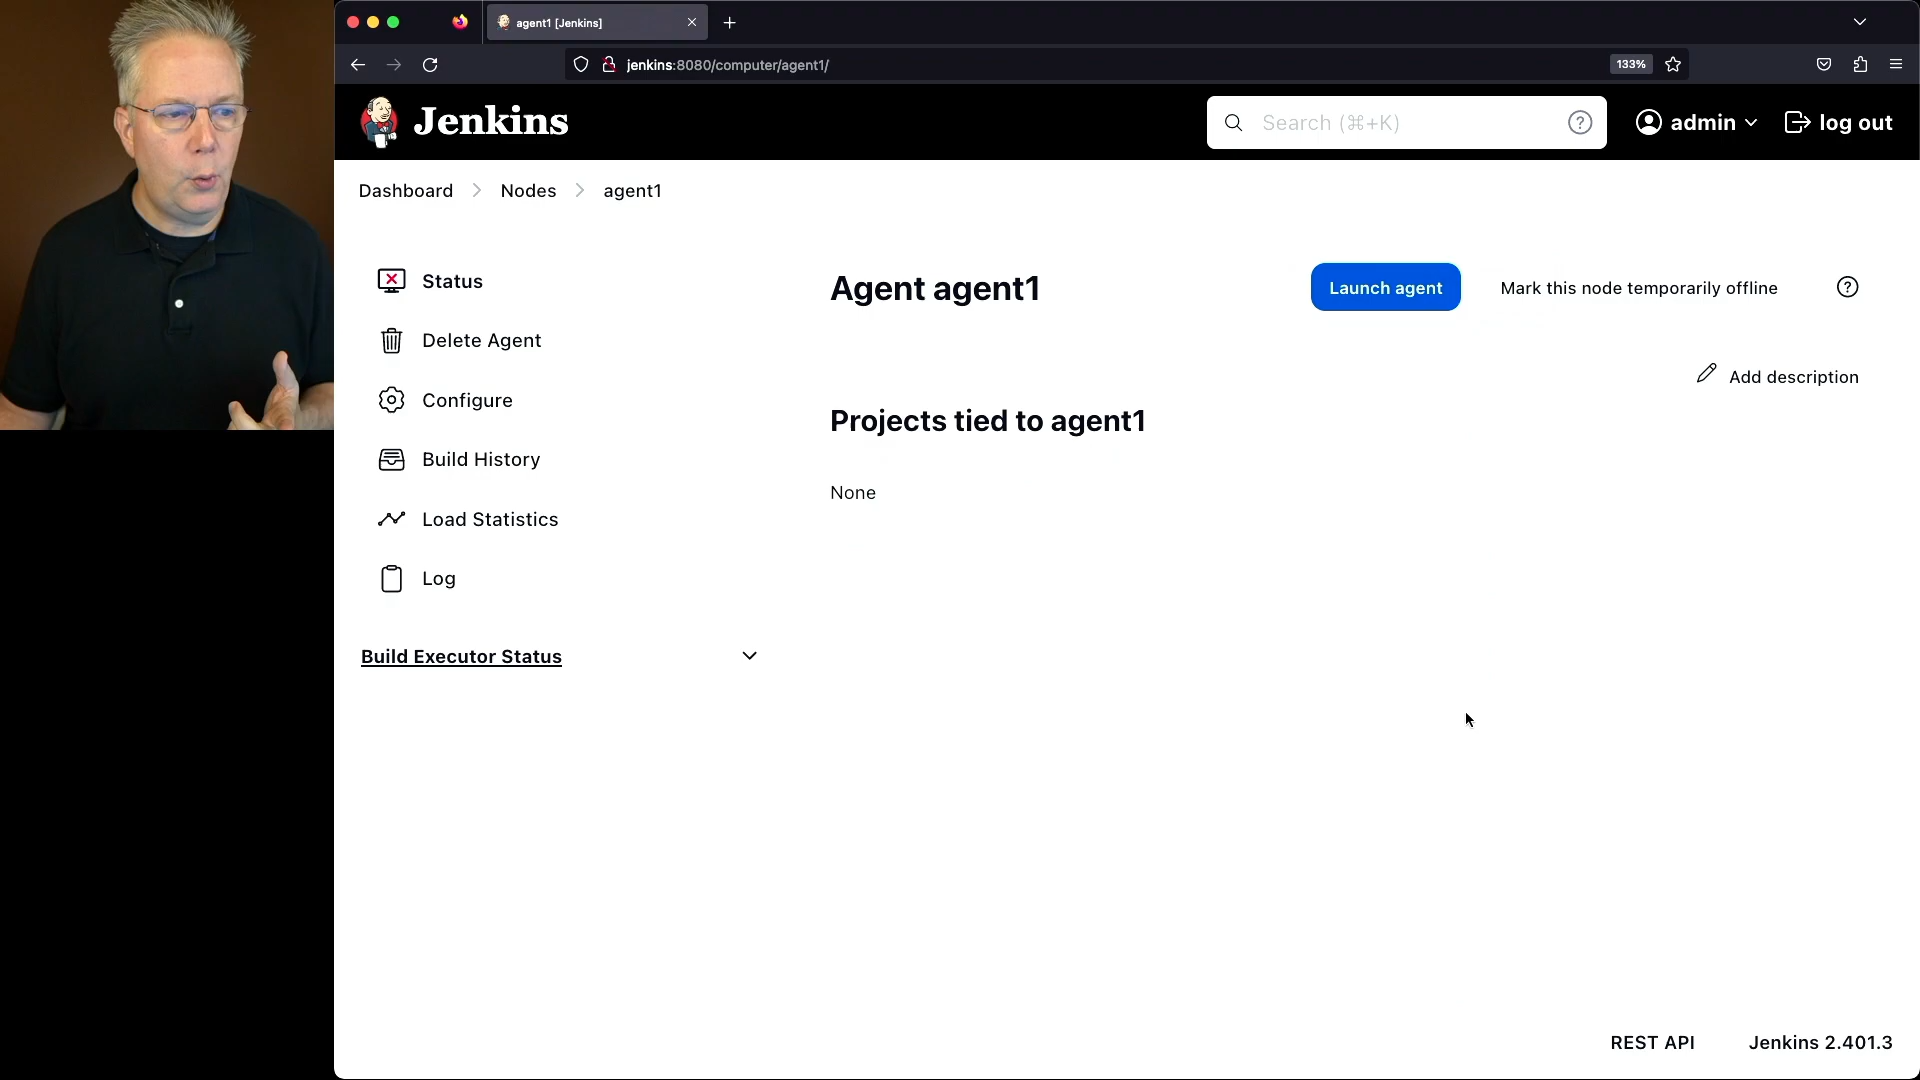 agent1 [Jenkins]
jenkins:8080/computer/agent1/
133%
Jenkins
Search (⌘+K)
admin
log out
Dashboard
Nodes
agent1
Status
Delete Agent
Configure
Build History
Load Statistics
Log
Build Executor Status
Agent agent1
Launch agent
Mark this node temporarily offline
Add description
Projects tied to agent1
None
REST API
Jenkins 2.401.3